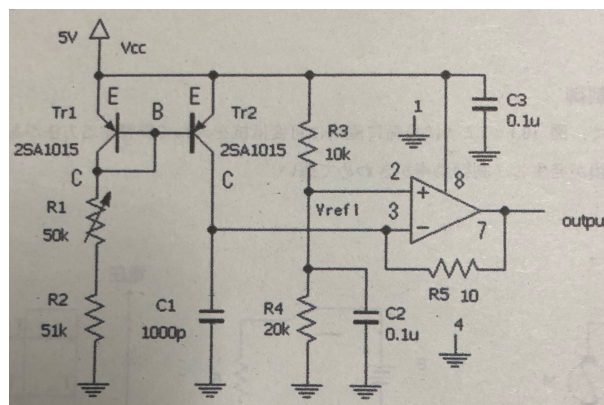 5V
Vcc
E
B
E
Tr1
Tr2
2SA1015
2SA1015
C
C
R1
50k
R2
51k
C1
1000p
R3
10k
Vref1
R4
20k
C2
0.1u
1
C3
0.1u
2
+
8
3
−
7
output
R5
10
4